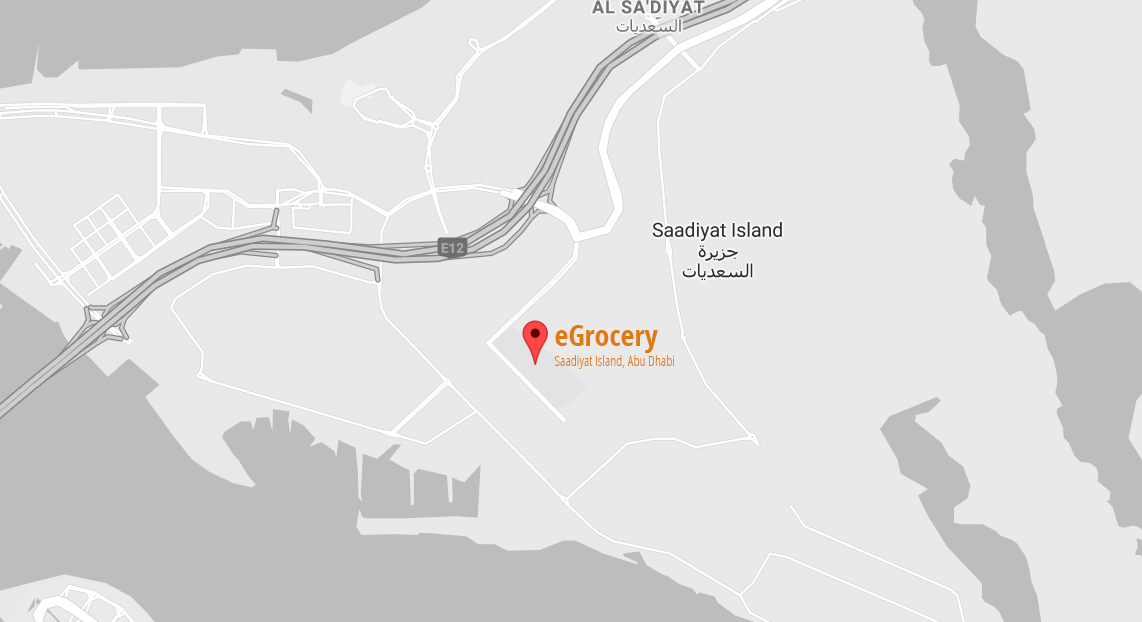 AL SA'DIYAT
السعديات
Saadiyat Island
جزيرة
السعديات
E12
eGrocery
Saadiyat Island, Abu Dhabi